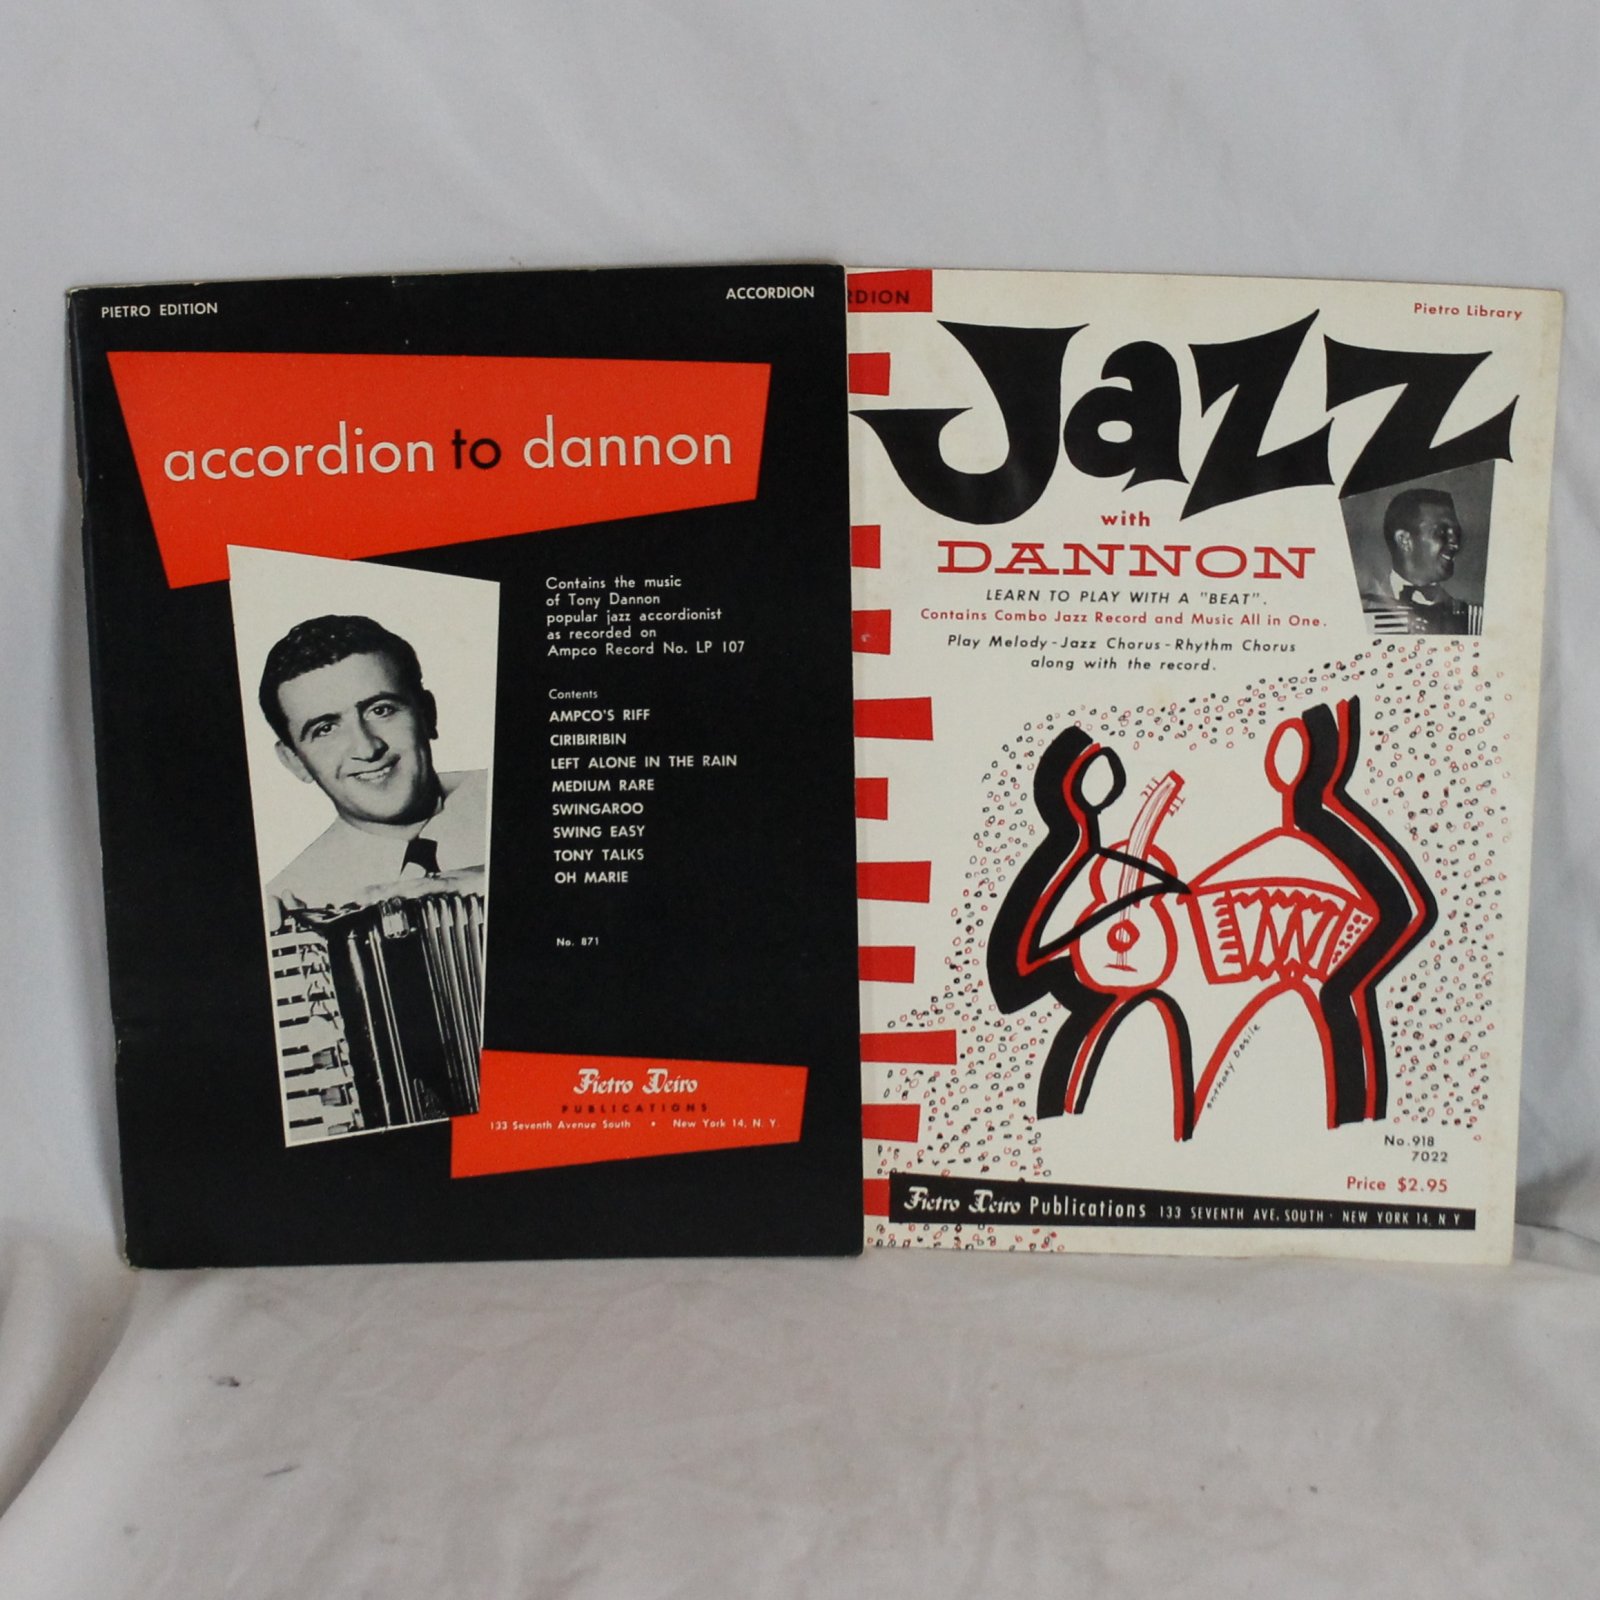 PIETRO EDITION
ACCORDION
accordion to dannon
Contains the music
of Tony Dannon
popular jazz accordionist
as recorded on
Ampco Record No. LP 107
Contents
AMPCO'S RIFF
CIRIBIRIBIN
LEFT ALONE IN THE RAIN
MEDIUM RARE
SWINGAROO
SWING EASY
TONY TALKS
OH MARIE
No. 871
Pietro Deiro
PUBLICATIONS
133 Seventh Avenue South • New York 14, N. Y.
RDION
Pietro Library
Jazz
with
DANNON
LEARN TO PLAY WITH A "BEAT".
Contains Combo Jazz Record and Music All in One.
Play Melody - Jazz Chorus - Rhythm Chorus
along with the record.
anthony Basile
No. 918
7022
Price $2.95
Pietro Deiro Publications 133 SEVENTH AVE. SOUTH · NEW YORK 14, N Y